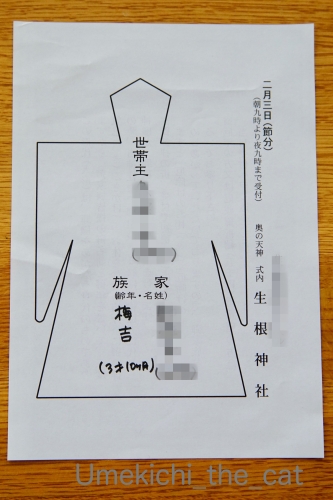 二月三日(節分)
(朝九時より夜九時まで受付)
奥の天神 式内 生根神社
世帯主
家族
(姓名・年齢)
梅吉
(3才10ヶ月)
Umekichi_the_cat